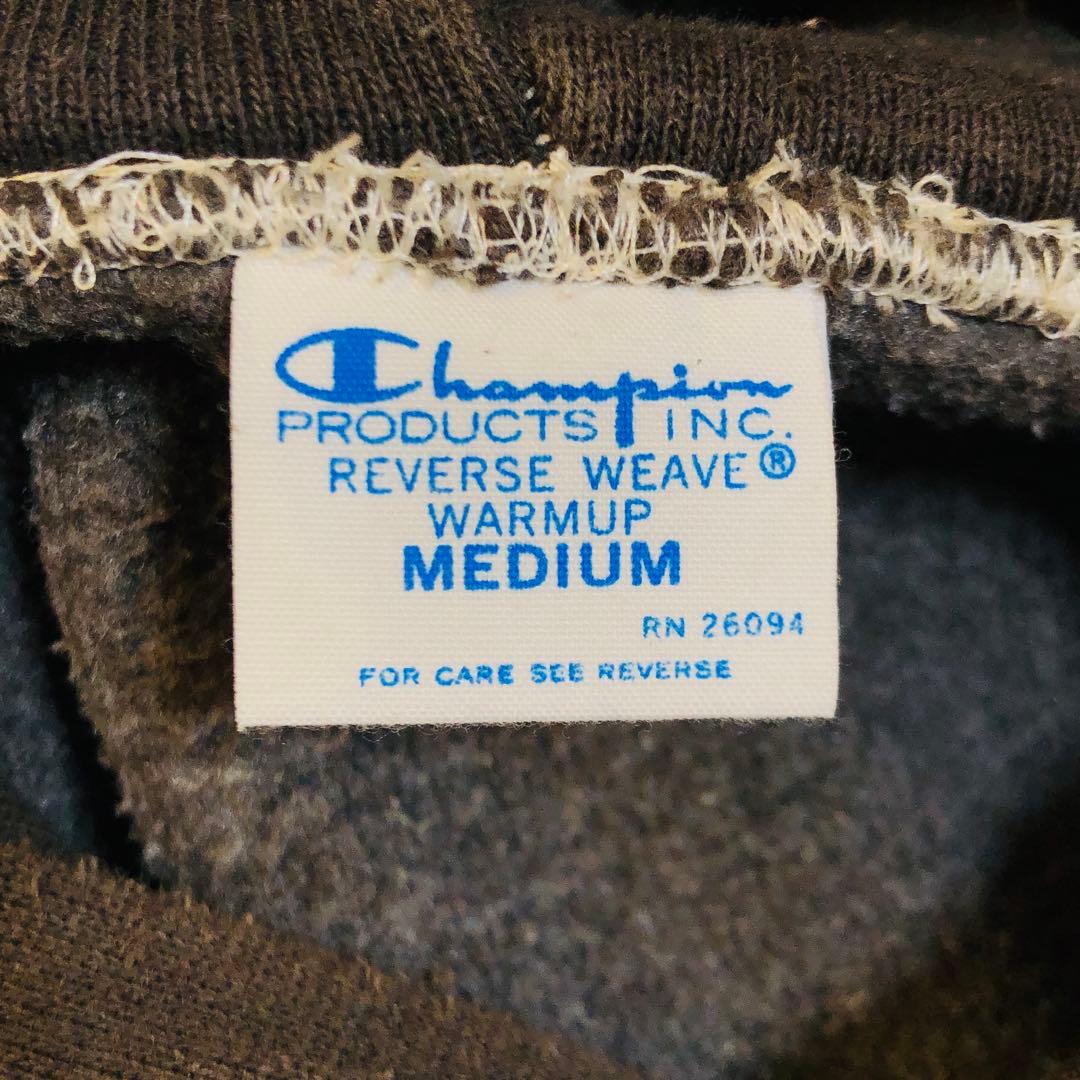 Champion
PRODUCTS INC.
REVERSE WEAVE®
WARMUP
MEDIUM
RN 26094
FOR CARE SEE REVERSE